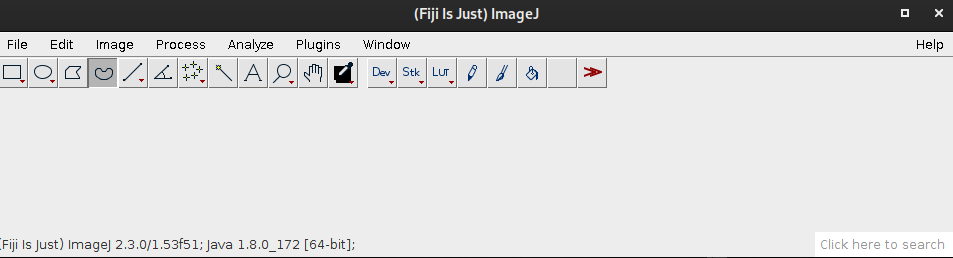 (Fiji Is Just) ImageJ
File Edit Image Process Analyze Plugins Window Help
A Dev Stk LUT
(Fiji Is Just) ImageJ 2.3.0/1.53f51; Java 1.8.0_172 [64-bit];
Click here to search